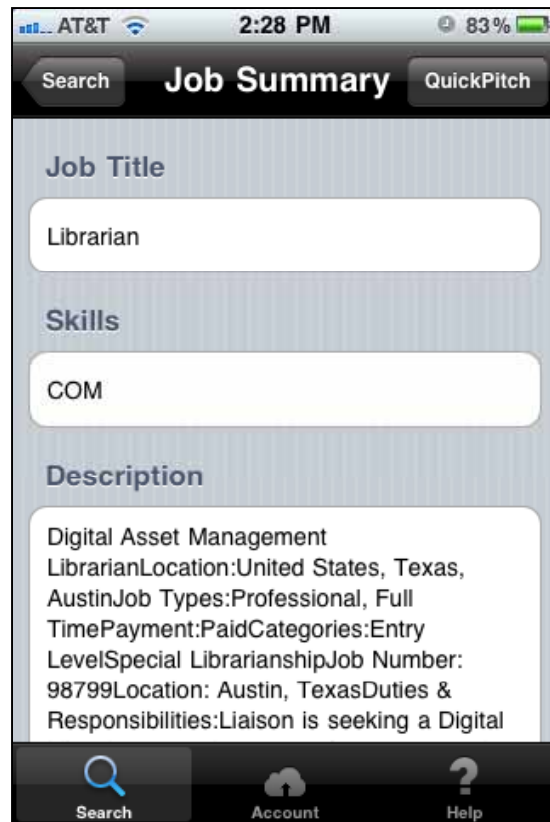 AT&T 2:28 PM 83%
Search Job Summary QuickPitch
Job Title
Librarian
Skills
COM
Description
Digital Asset Management
LibrarianLocation:United States, Texas,
AustinJob Types:Professional, Full
TimePayment:PaidCategories:Entry
LevelSpecial LibrarianshipJob Number:
98799Location: Austin, TexasDuties &
Responsibilities:Liaison is seeking a Digital
Search Account Help